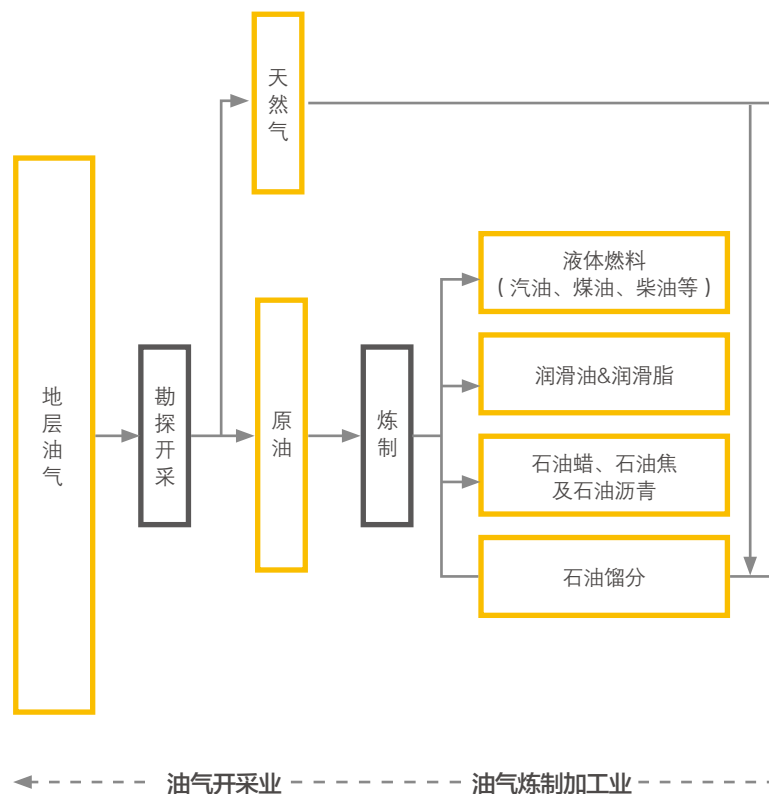 天然气
地层油气
勘探开采
原油
炼制
液体燃料
（汽油、煤油、柴油等）
润滑油&润滑脂
石油蜡、石油焦
及石油沥青
石油馏分
油气开采业
油气炼制加工业